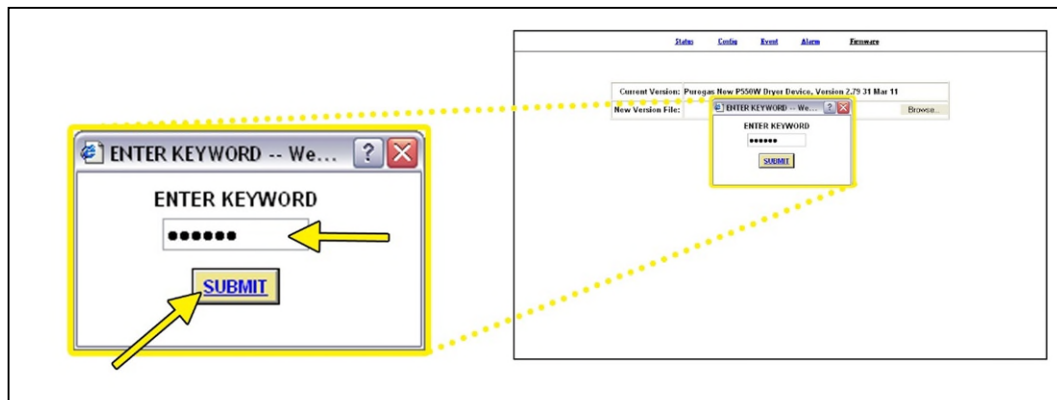 ENTER KEYWORD -- We...
ENTER KEYWORD
●●●●●●
SUBMIT
Status Config Event Alarm Firmware
Current Version: Purogas New P550W Dryer Device, Version 2.79 31 Mar 11
New Version File: Browse...
ENTER KEYWORD -- We...
ENTER KEYWORD
●●●●●●
SUBMIT